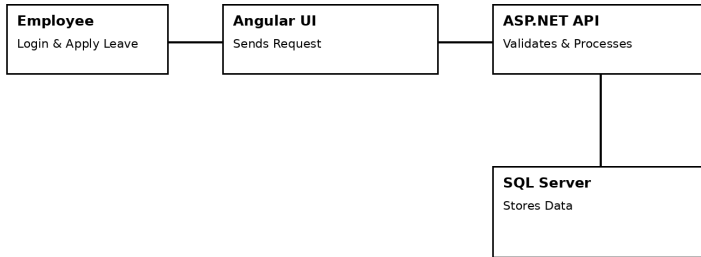 Employee
Login & Apply Leave
Angular UI
Sends Request
ASP.NET API
Validates & Processes
SQL Server
Stores Data